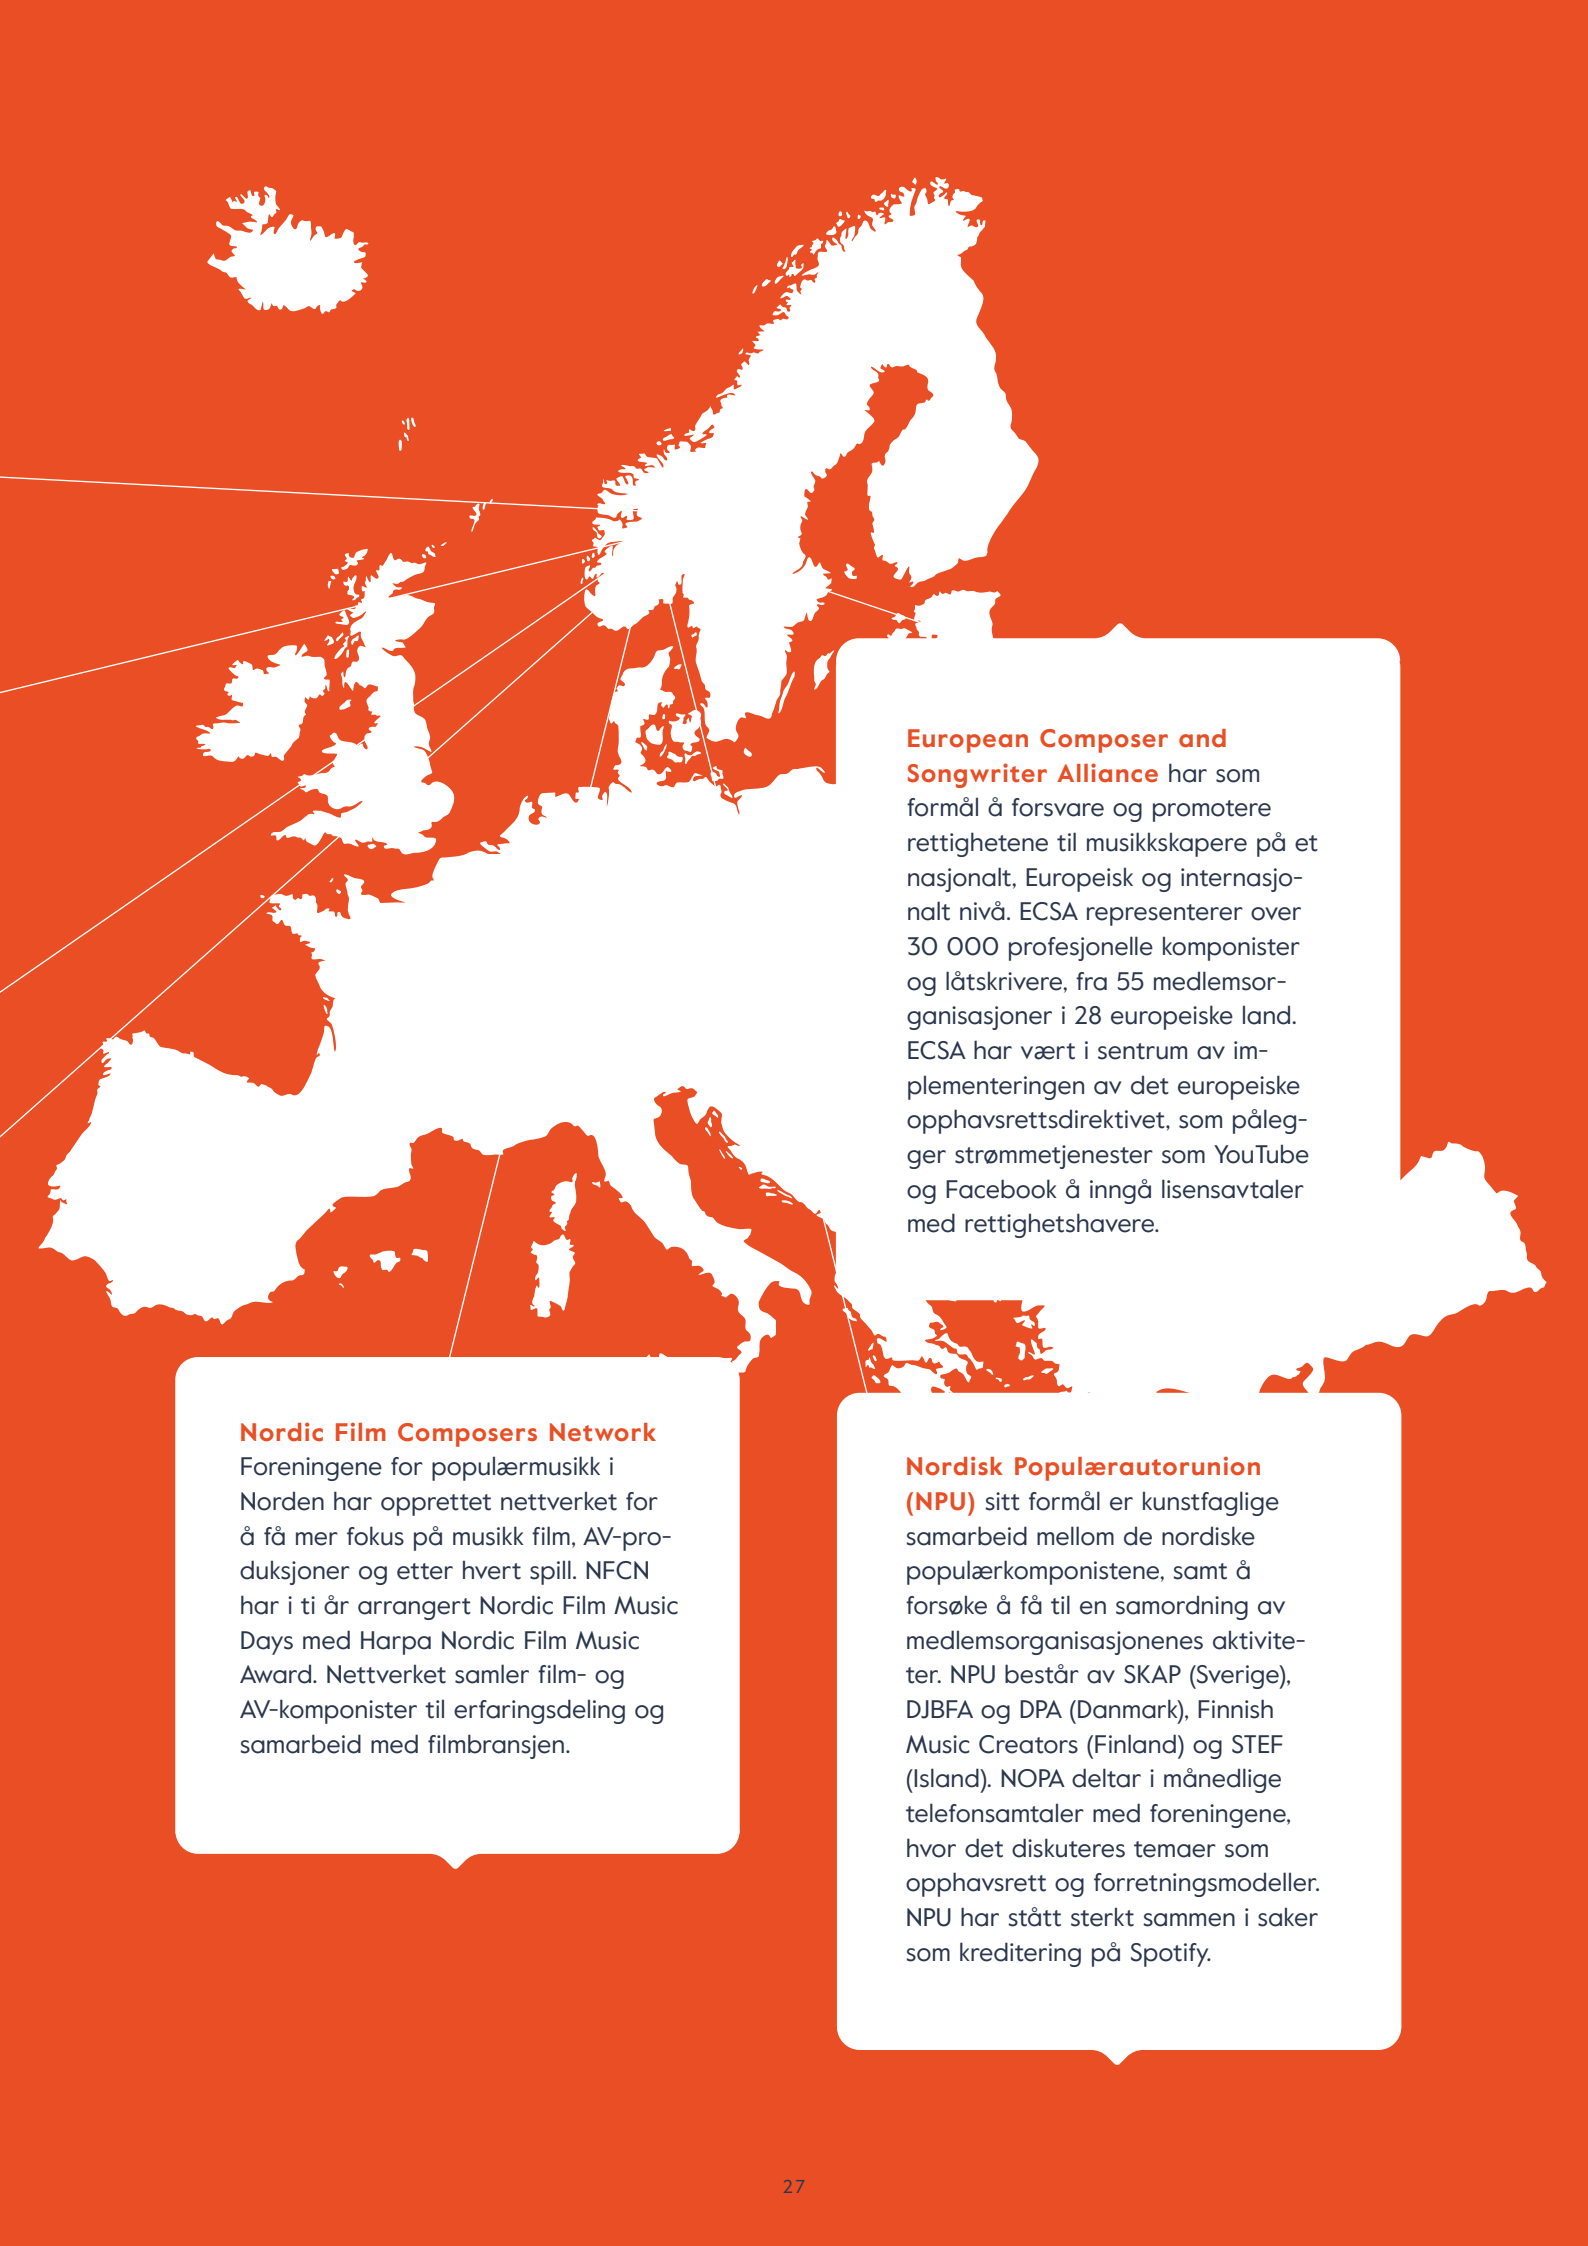 European Composer and
Songwriter Alliance har som
formål å forsvare og promotere
rettighetene til musikkskapere på et
nasjonalt, Europeisk og internasjo-
nalt nivå. ECSA representerer over
30 000 profesjonelle komponister
og låtskrivere, fra 55 medlemsor-
ganisasjoner i 28 europeiske land.
ECSA har vært i sentrum av im-
plementeringen av det europeiske
opphavsrettsdirektivet, som påleg-
ger strømmetjenester som YouTube
og Facebook å inngå lisensavtaler
med rettighetshavere.
Nordic Film Composers Network
Foreningene for populærmusikk i
Norden har opprettet nettverket for
å få mer fokus på musikk film, AV-pro-
duksjoner og etter hvert spill. NFCN
har i ti år arrangert Nordic Film Music
Days med Harpa Nordic Film Music
Award. Nettverket samler film- og
AV-komponister til erfaringsdeling og
samarbeid med filmbransjen.
Nordisk Populærautorunion
(NPU) sitt formål er kunstfaglige
samarbeid mellom de nordiske
populærkomponistene, samt å
forsøke å få til en samordning av
medlemsorganisasjonenes aktivite-
ter. NPU består av SKAP (Sverige),
DJBFA og DPA (Danmark), Finnish
Music Creators (Finland) og STEF
(Island). NOPA deltar i månedlige
telefonsamtaler med foreningene,
hvor det diskuteres temaer som
opphavsrett og forretningsmodeller.
NPU har stått sterkt sammen i saker
som kreditering på Spotify.
27